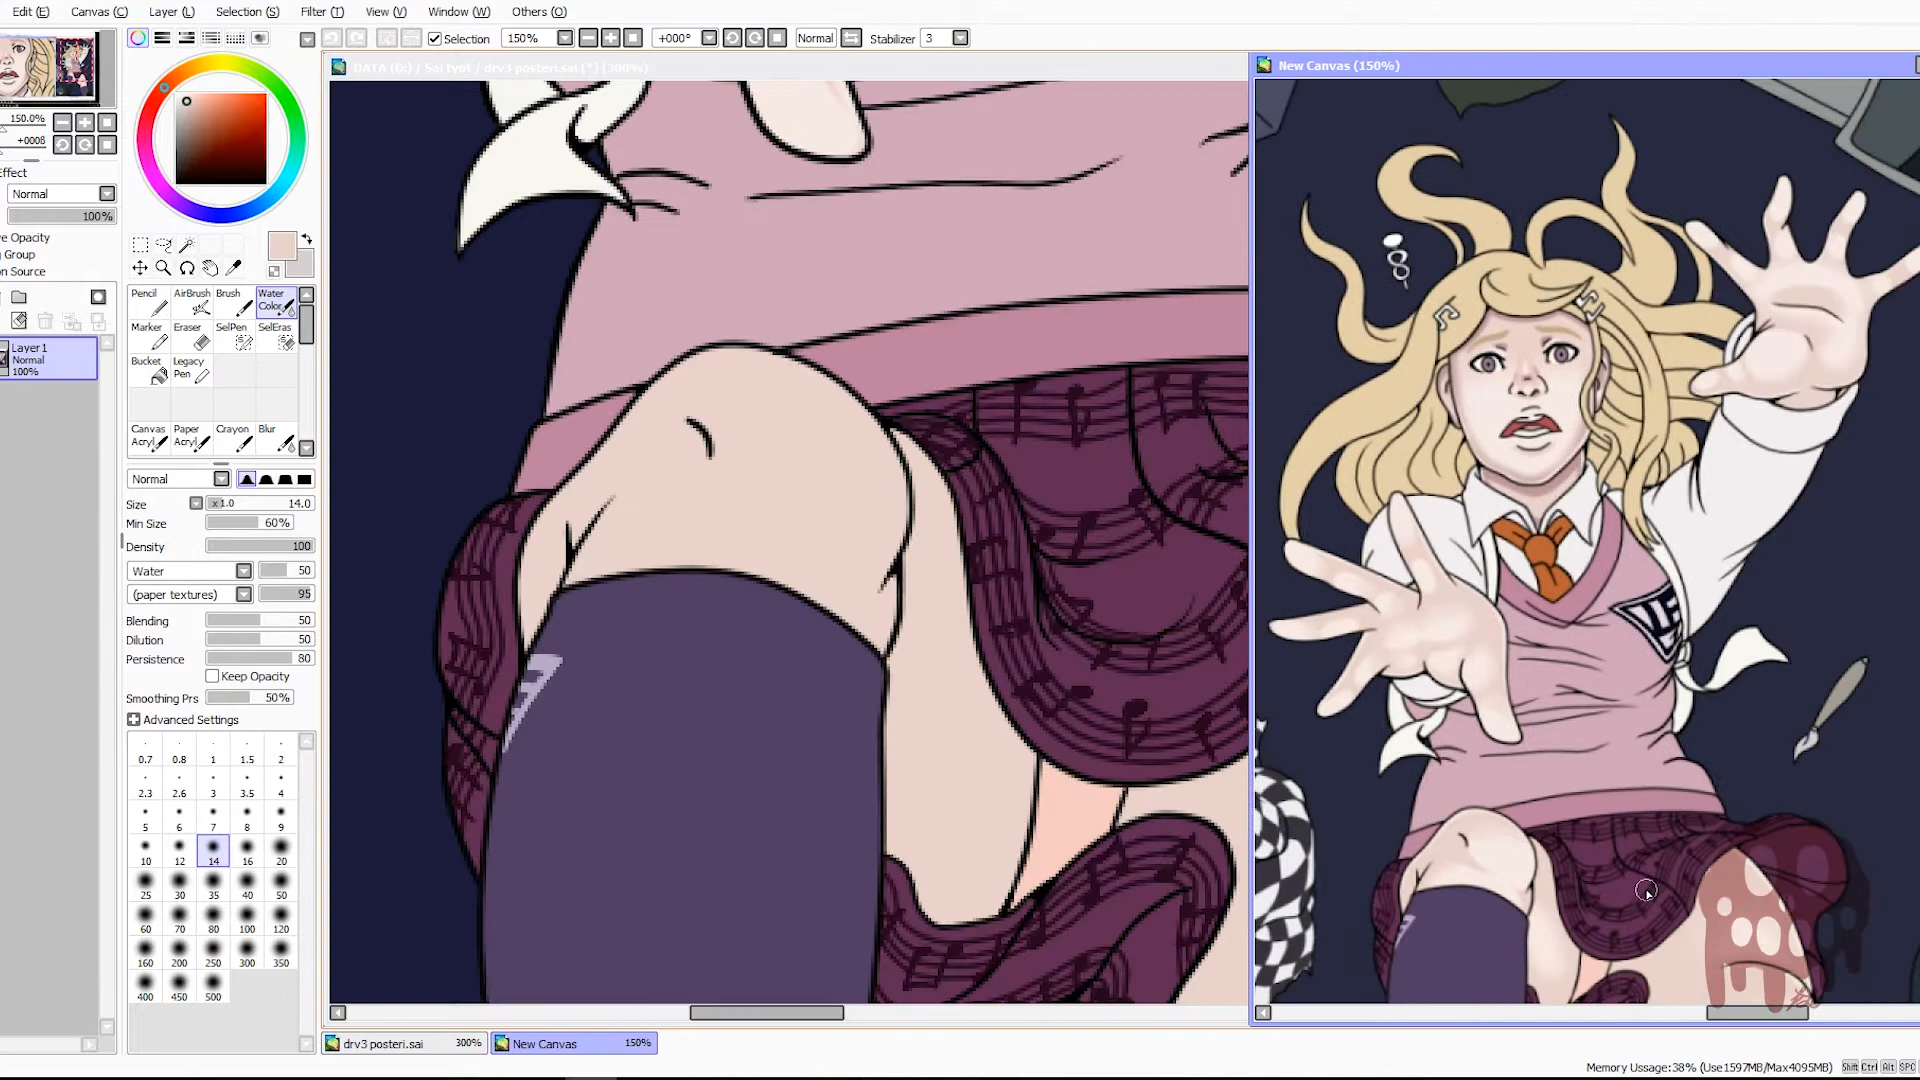 Edit (E) Canvas (C) Layer (L) Selection (S) Filter (T) View (V) Window (W) Others (O)
Selection 150% +000° Normal Stabilizer 3
DATA (D:) / Sai tyot / drv3 posteri.sai (*) (300%)
New Canvas (150%)
150.0%
+000θ
Effect
Normal
100%
ve Opacity
Group
on Source
Layer1
Normal
100%
Pencil AirBrush Brush Water Color
Marker Eraser SelPen SelEras
Bucket Legacy Pen
Canvas Acryl Paper Acryl Crayon Blur
Normal
Size x1.0 14.0
Min Size 60%
Density 100
Water 50
(paper textures) 95
Blending 50
Dilution 50
Persistence 80
Keep Opacity
Smoothing Prs 50%
Advanced Settings
0.7 0.8 1 1.5 2
2.3 2.6 3 3.5 4
5 6 7 8 9
10 12 14 16 20
25 30 35 40 50
60 70 80 100 120
160 200 250 300 350
400 450 500
drv3 posteri.sai 300% New Canvas 150%
Memory Ussage:38% (Use1597MB/Max4095MB) Shift Ctrl Alt SPC